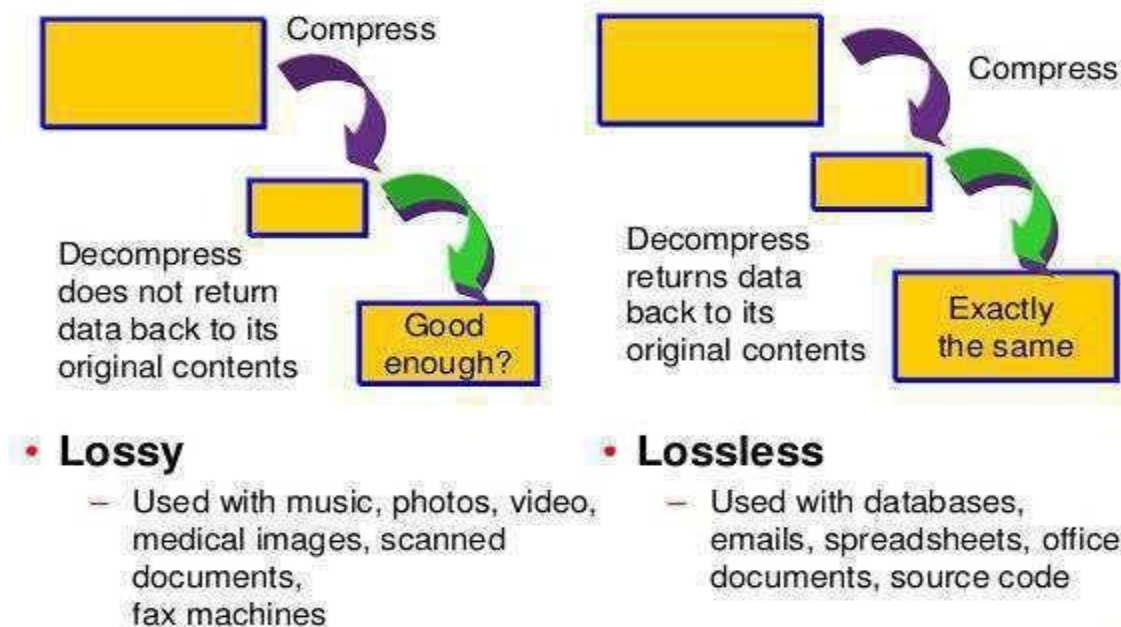 Compress
Decompress
does not return
data back to its
original contents
Good
enough?
• Lossy
– Used with music, photos, video,
medical images, scanned
documents,
fax machines
Compress
Decompress
returns data
back to its
original contents
Exactly
the same
• Lossless
– Used with databases,
emails, spreadsheets, office
documents, source code